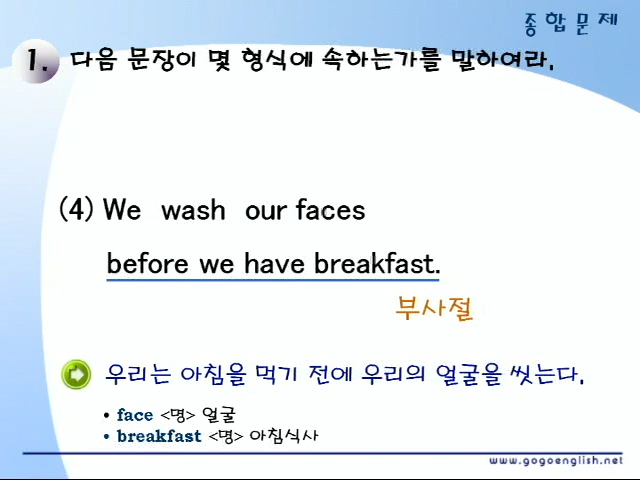 종합문제
1. 다음 문장이 몇 형식에 속하는가를 말하여라.
(4) We wash our faces
before we have breakfast.
부사절
우리는 아침을 먹기 전에 우리의 얼굴을 씻는다.
• face <명> 얼굴
• breakfast <명> 아침식사
www.gogoenglish.net